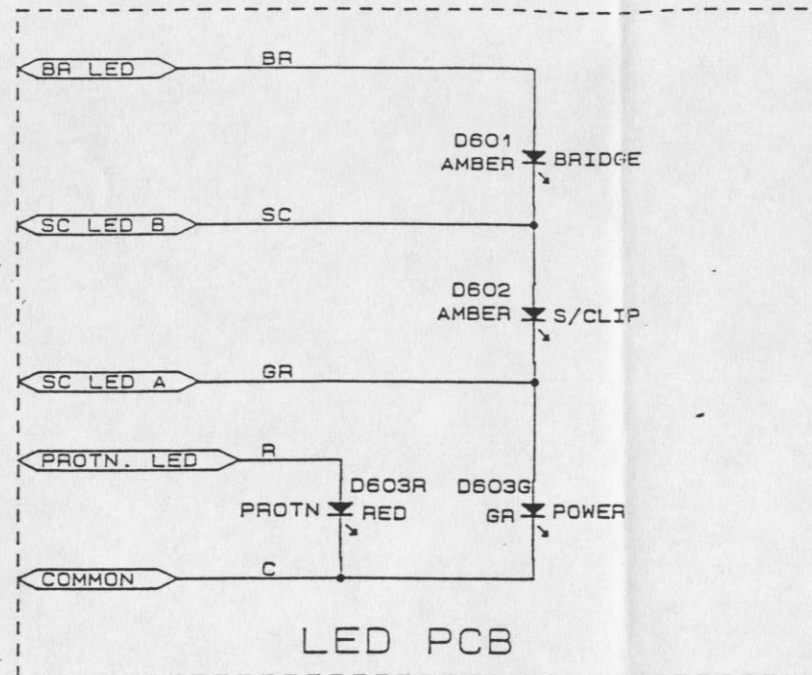 BR LED BR
D601
AMBER BRIDGE
SC LED B SC
D602
AMBER S/CLIP
SC LED A GR
PROTN. LED R
D603R D603G
PROTN RED GR POWER
COMMON C
LED PCB